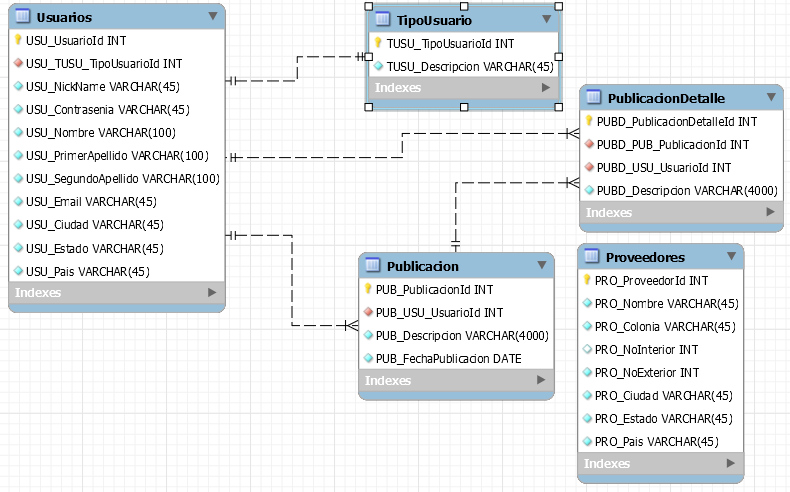 Usuarios
USU_UsuarioId INT
USU_TUSU_TipoUsuarioId INT
USU_NickName VARCHAR(45)
USU_Contrasenia VARCHAR(45)
USU_Nombre VARCHAR(100)
USU_PrimerApellido VARCHAR(100)
USU_SegundoApellido VARCHAR(100)
USU_Email VARCHAR(45)
USU_Ciudad VARCHAR(45)
USU_Estado VARCHAR(45)
USU_Pais VARCHAR(45)
Indexes
TipoUsuario
TUSU_TipoUsuarioId INT
TUSU_Descripcion VARCHAR(45)
Indexes
PublicacionDetalle
PUBD_PublicacionDetalleId INT
PUBD_PUB_PublicacionId INT
PUBD_USU_UsuarioId INT
PUBD_Descripcion VARCHAR(4000)
Indexes
Publicacion
PUB_PublicacionId INT
PUB_USU_UsuarioId INT
PUB_Descripcion VARCHAR(4000)
PUB_FechaPublicacion DATE
Indexes
Proveedores
PRO_ProveedorId INT
PRO_Nombre VARCHAR(45)
PRO_Colonia VARCHAR(45)
PRO_NoInterior INT
PRO_NoExterior INT
PRO_Ciudad VARCHAR(45)
PRO_Estado VARCHAR(45)
PRO_Pais VARCHAR(45)
Indexes